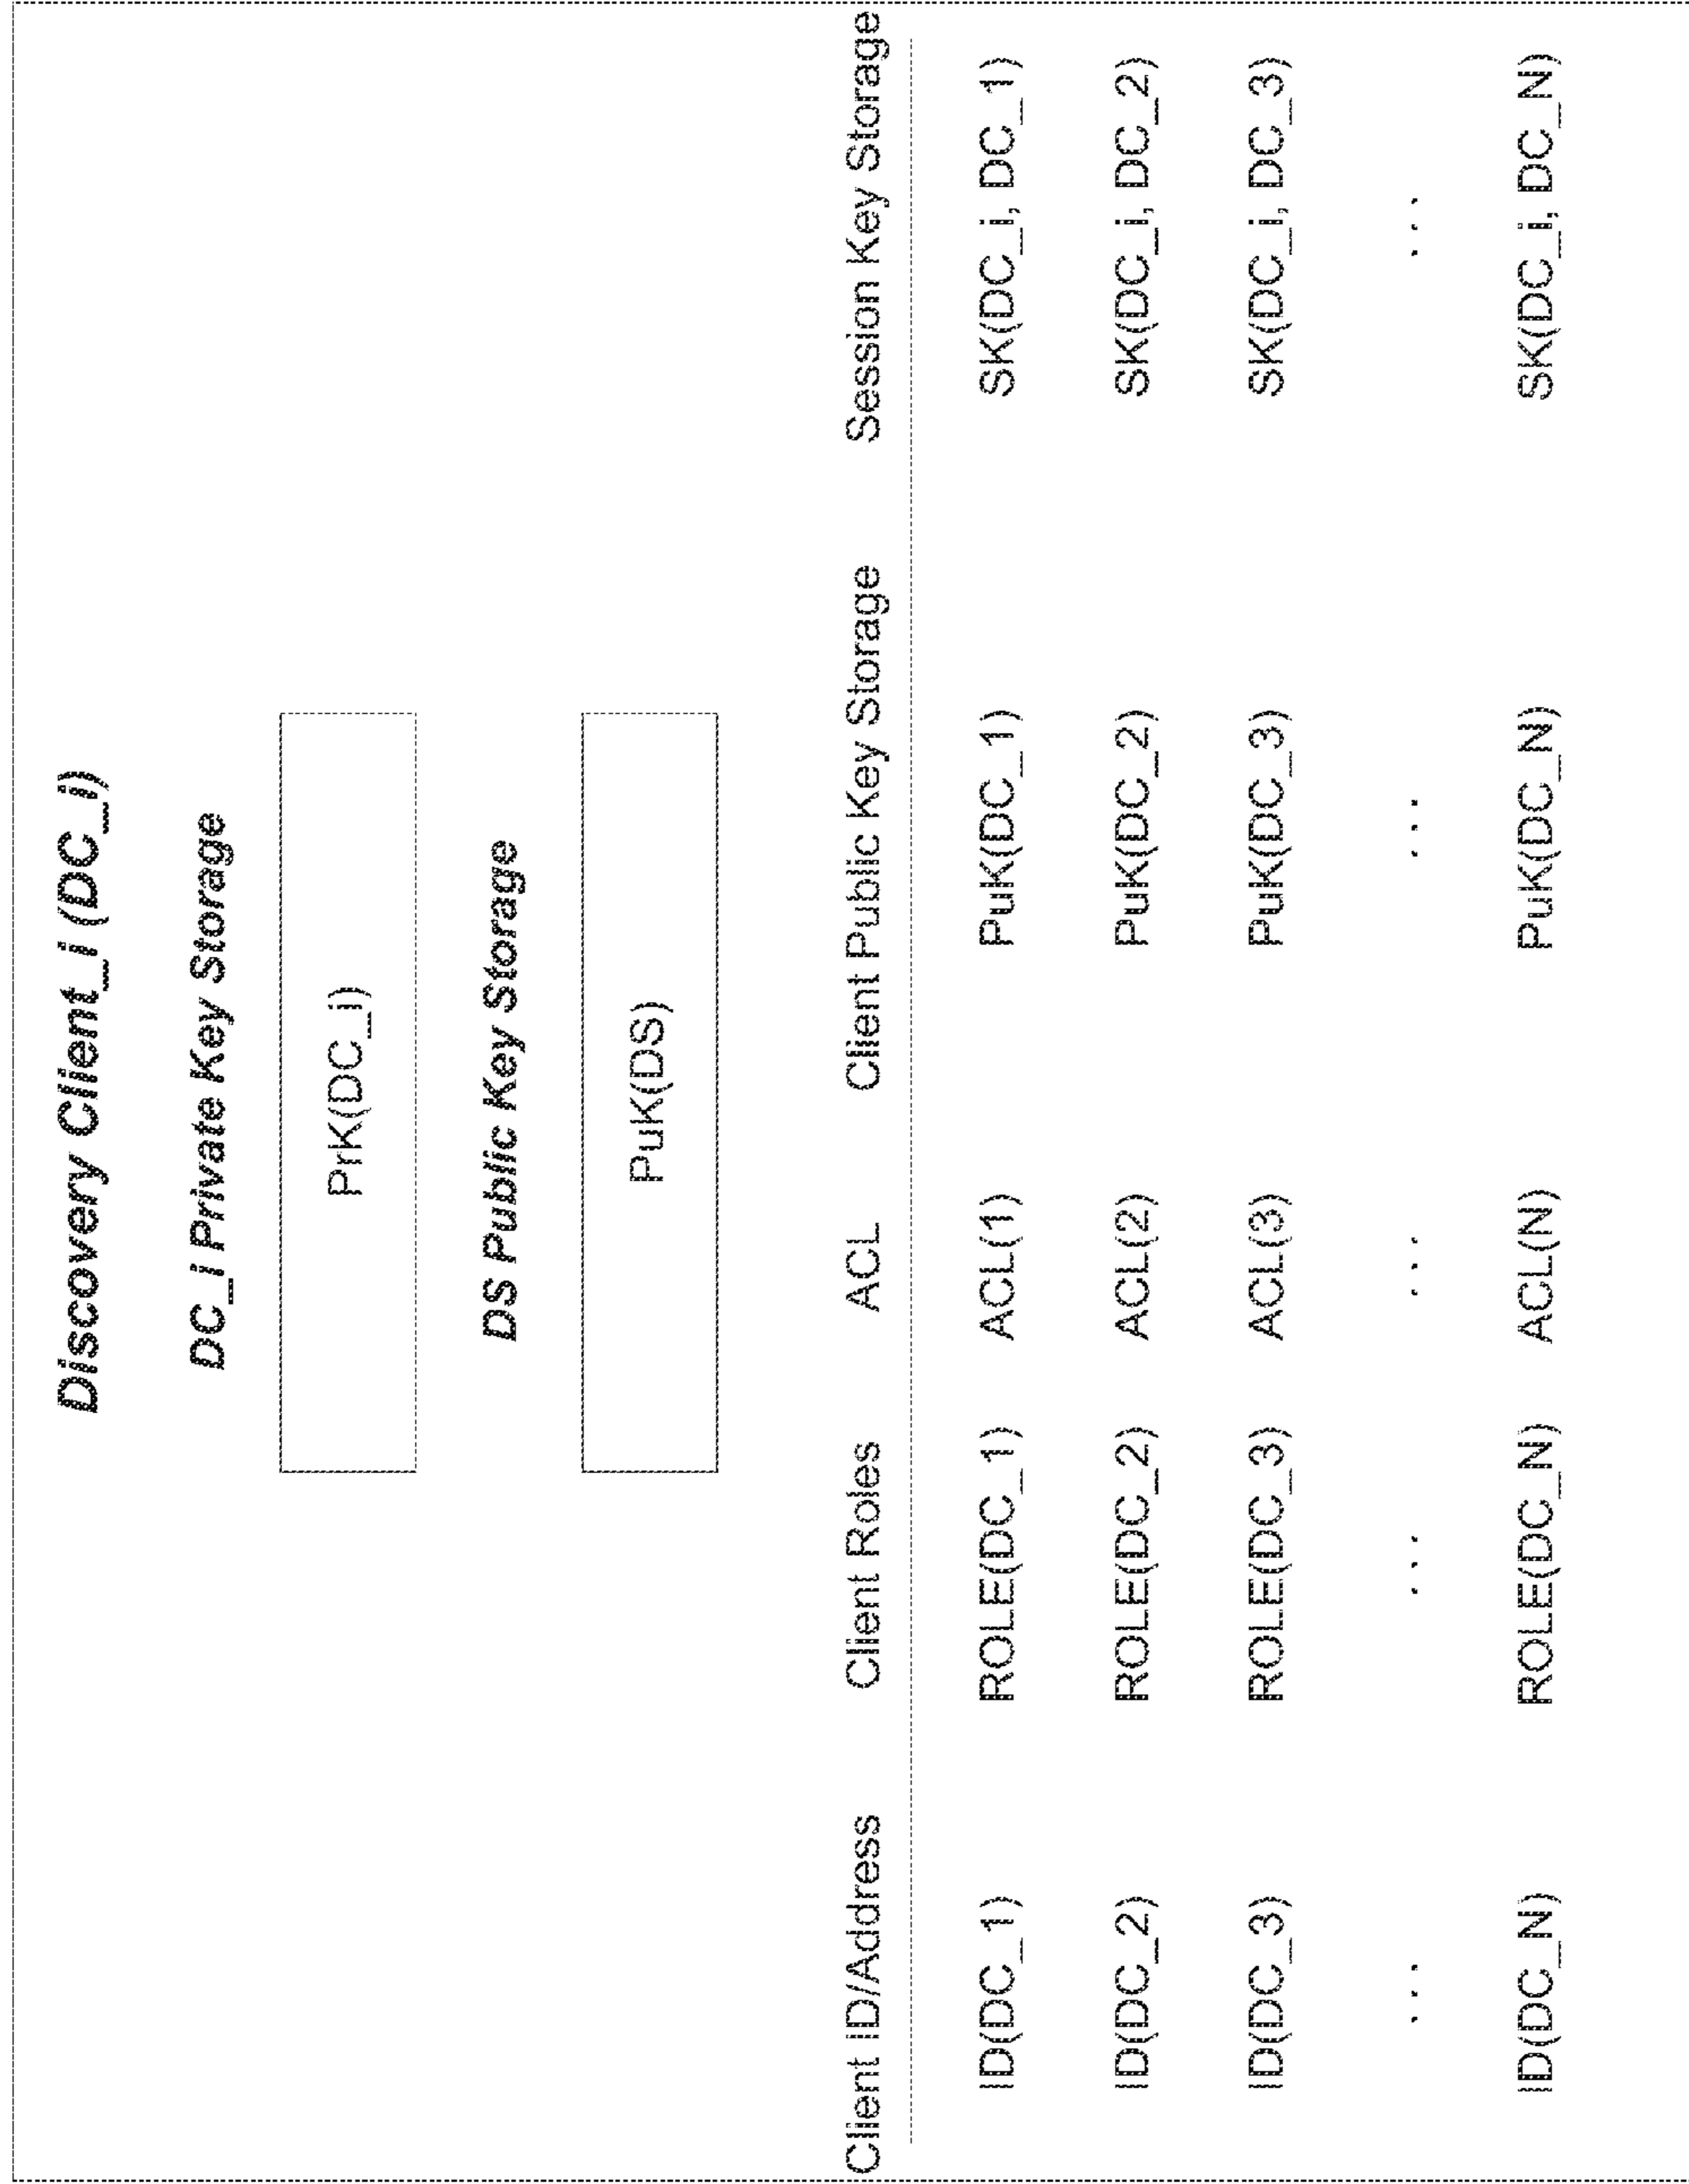 Discovery Client_i (DC_i)
DC_i Private Key Storage
PrK(DC_i)
DS Public Key Storage
PuK(DS)
Client ID/Address Client Roles ACL Client Public Key Storage Session Key Storage
ID(DC_1) ROLE(DC_1) ACL(1) PuK(DC_1) SK(DC_i, DC_1)
ID(DC_2) ROLE(DC_2) ACL(2) PuK(DC_2) SK(DC_i, DC_2)
ID(DC_3) ROLE(DC_3) ACL(3) PuK(DC_3) SK(DC_i, DC_3)
... ... ... ... ...
ID(DC_N) ROLE(DC_N) ACL(N) PuK(DC_N) SK(DC_i, DC_N)